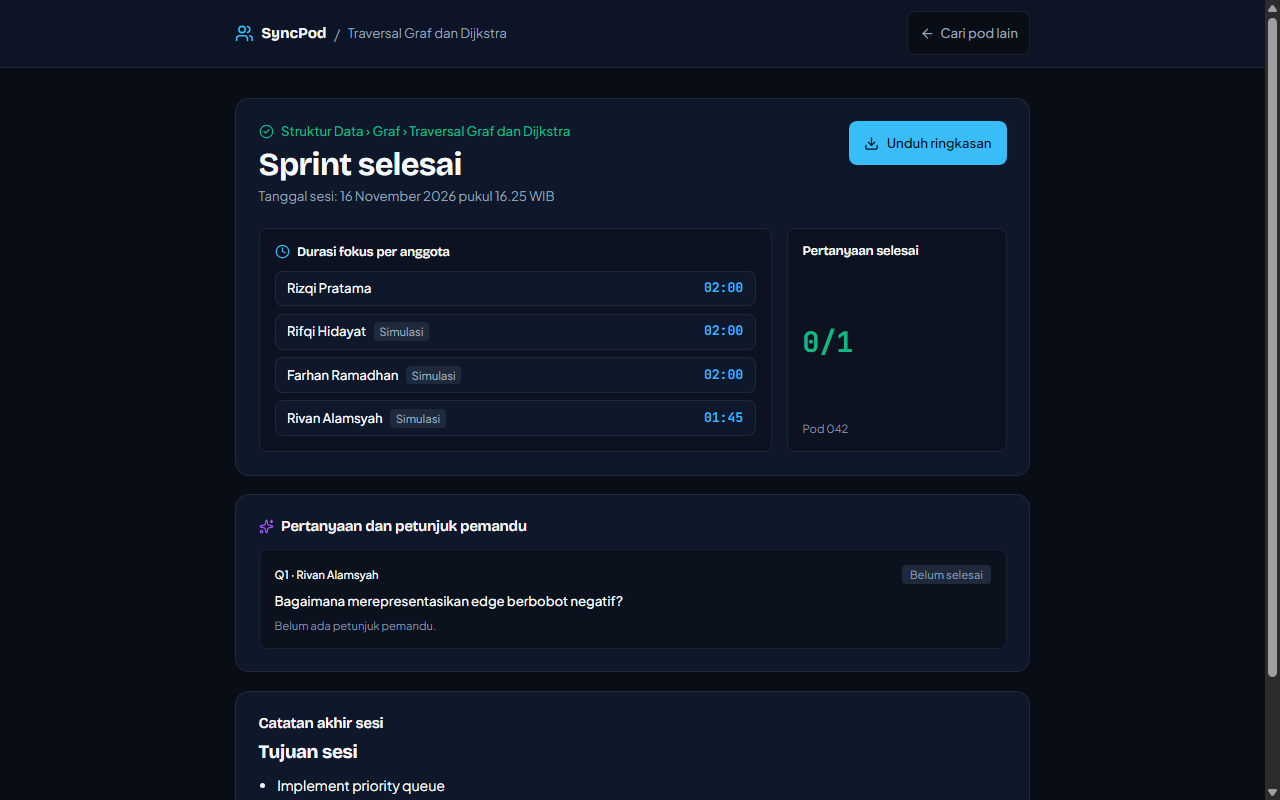 SyncPod / Traversal Graf dan Dijkstra
Cari pod lain
Struktur Data › Graf › Traversal Graf dan Dijkstra
Sprint selesai
Tanggal sesi: 16 November 2026 pukul 16.25 WIB
Unduh ringkasan
Durasi fokus per anggota
Rizqi Pratama 02:00
Rifqi Hidayat Simulasi 02:00
Farhan Ramadhan Simulasi 02:00
Rivan Alamsyah Simulasi 01:45
Pertanyaan selesai
0/1
Pod 042
Pertanyaan dan petunjuk pemandu
Q1 · Rivan Alamsyah
Belum selesai
Bagaimana merepresentasikan edge berbobot negatif?
Belum ada petunjuk pemandu.
Catatan akhir sesi
Tujuan sesi
• Implement priority queue